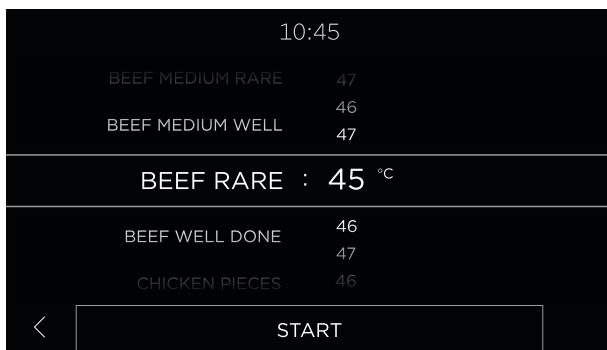 10:45
BEEF MEDIUM RARE 47
46
BEEF MEDIUM WELL 47
BEEF RARE : 45 °C
46
BEEF WELL DONE
47
CHICKEN PIECES 46
< START